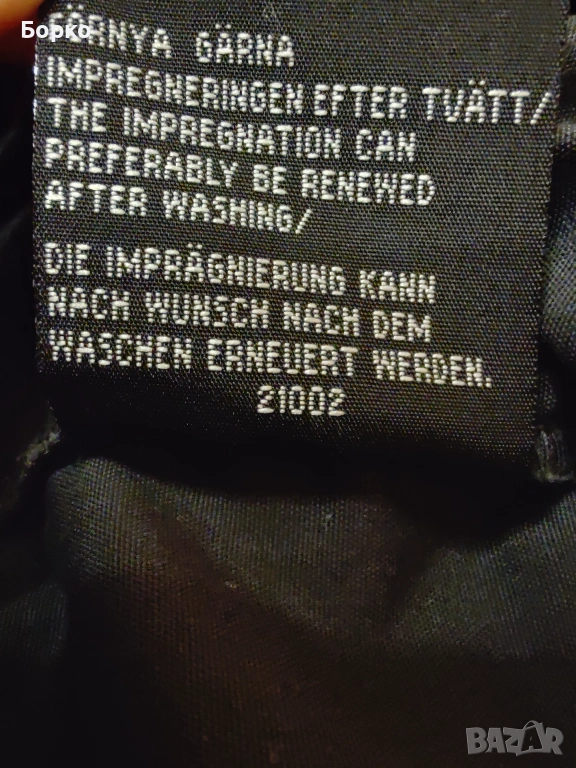 Борко
FÖRNYA GÄRNA
IMPREGNERINGEN EFTER TVÄTT/
THE IMPREGNATION CAN
PREFERABLY BE RENEWED
AFTER WASHING/
DIE IMPRÄGNIERUNG KANN
NACH WUNSCH NACH DEM
WASCHEN ERNEUERT WERDEN.
21002
BAZAR